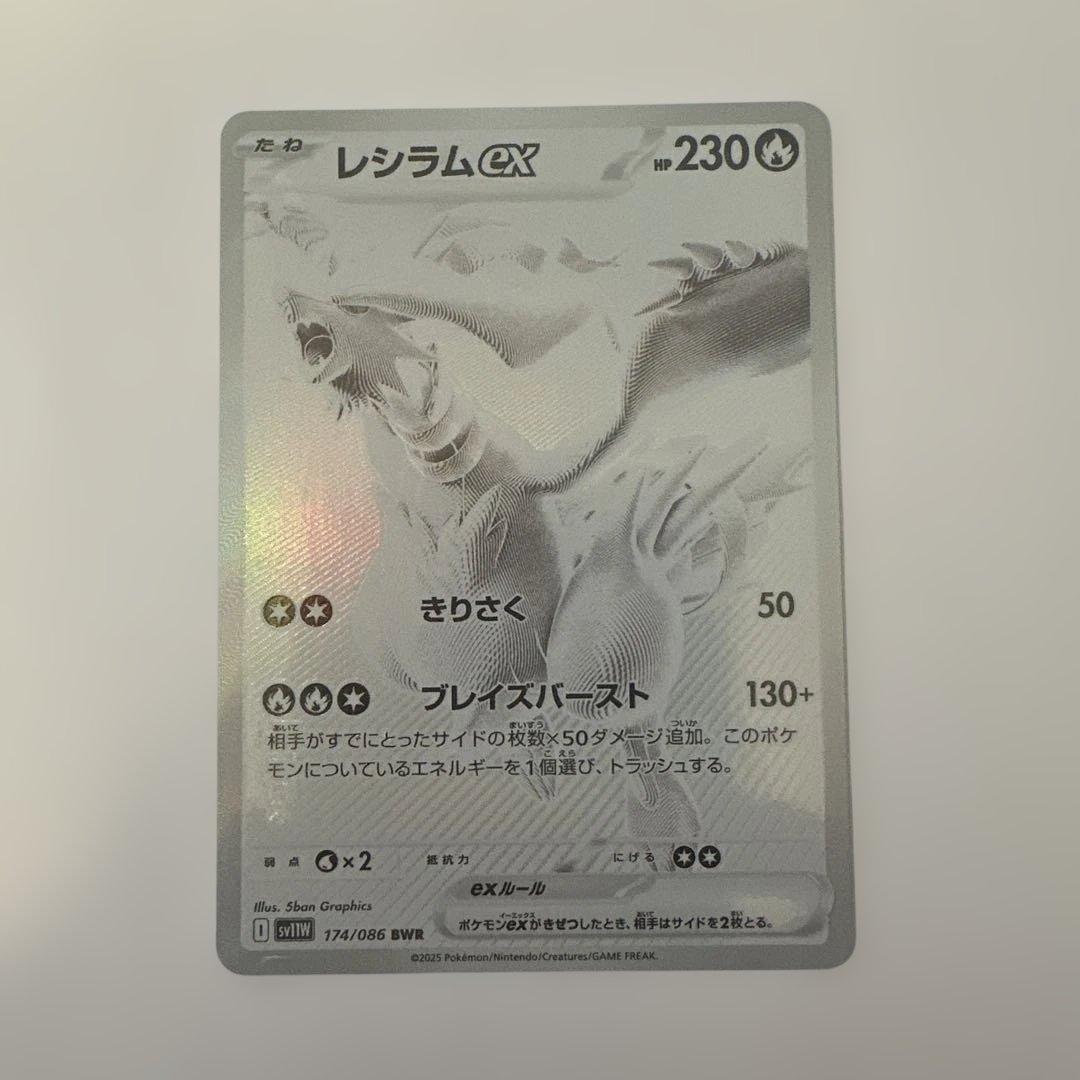 たね
レシラムex
HP230
きりさく 50
ブレイズバースト 130+
相手がすでにとったサイドの枚数×50ダメージ追加。このポケ
モンについているエネルギーを1個選び、トラッシュする。
弱点 ×2 抵抗力 にげる
exルール
ポケモンexがきぜつしたとき、相手はサイドを2枚とる。
Illus. 5ban Graphics
I SV11W 174/086 BWR
©2025 Pokémon/Nintendo/Creatures/GAME FREAK.